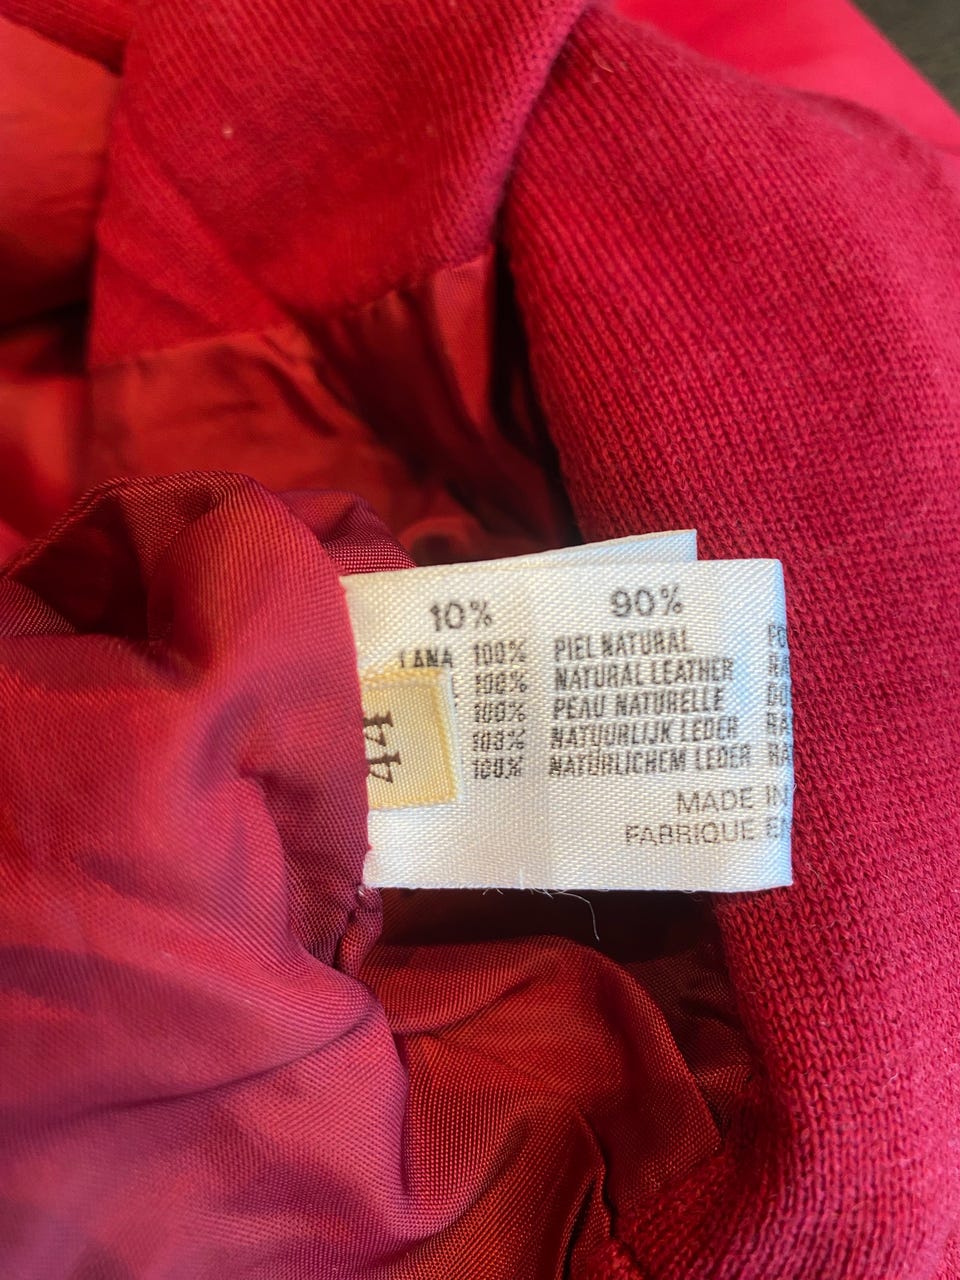 10% 90%
LANA 100% PIEL NATURAL
100% NATURAL LEATHER
100% PEAU NATURELLE
100% NATUURLIJK LEDER
100% NATÜRLICHEM LEDER
44
MADE IN
FABRIQUE EN